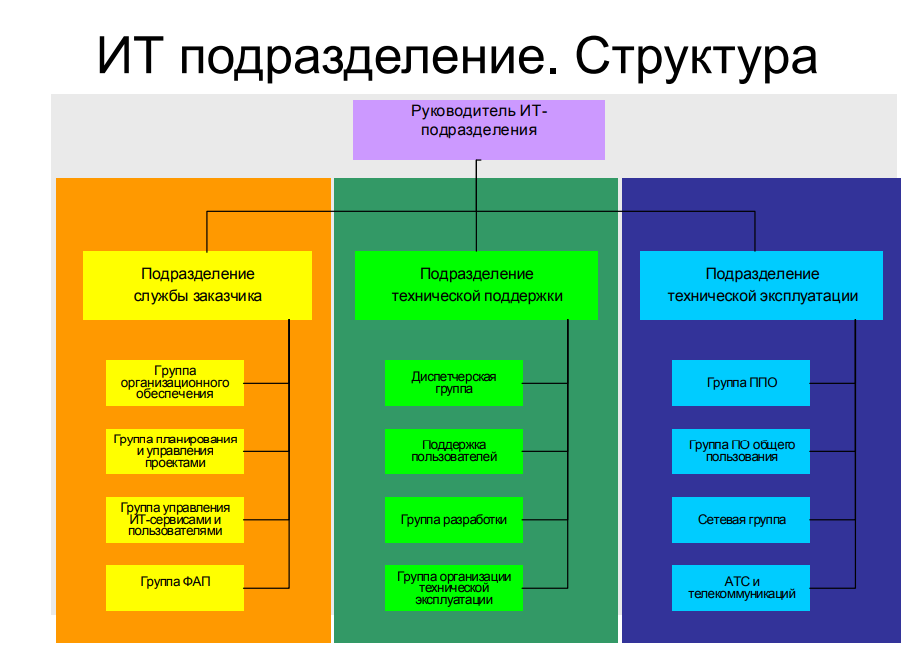 ИТ подразделение. Структура
Руководитель ИТ-
подразделения
Подразделение
службы заказчика
Группа
организационного
обеспечения
Группа планирования
и управления
проектами
Группа управления
ИТ-сервисами и
пользователями
Группа ФАП
Подразделение
технической поддержки
Диспетчерская
группа
Поддержка
пользователей
Группа разработки
Группа организации
технической
эксплуатации
Подразделение
технической эксплуатации
Группа ППО
Группа ПО общего
пользования
Сетевая группа
АТС и
телекоммуникаций